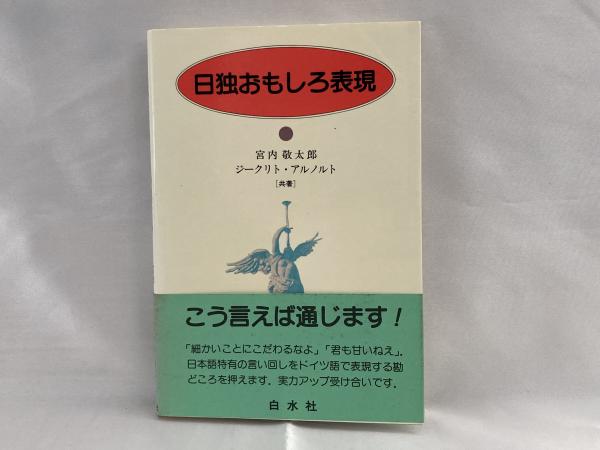 日独おもしろ表現
宮内敬太郎
ジークリト・アルノルト
[共著]
こう言えば通じます!
「細かいことにこだわるなよ」「君も甘いねえ」.
日本語特有の言い回しをドイツ語で表現する勘
どころを押えます. 実力アップ受け合いです.
白水社